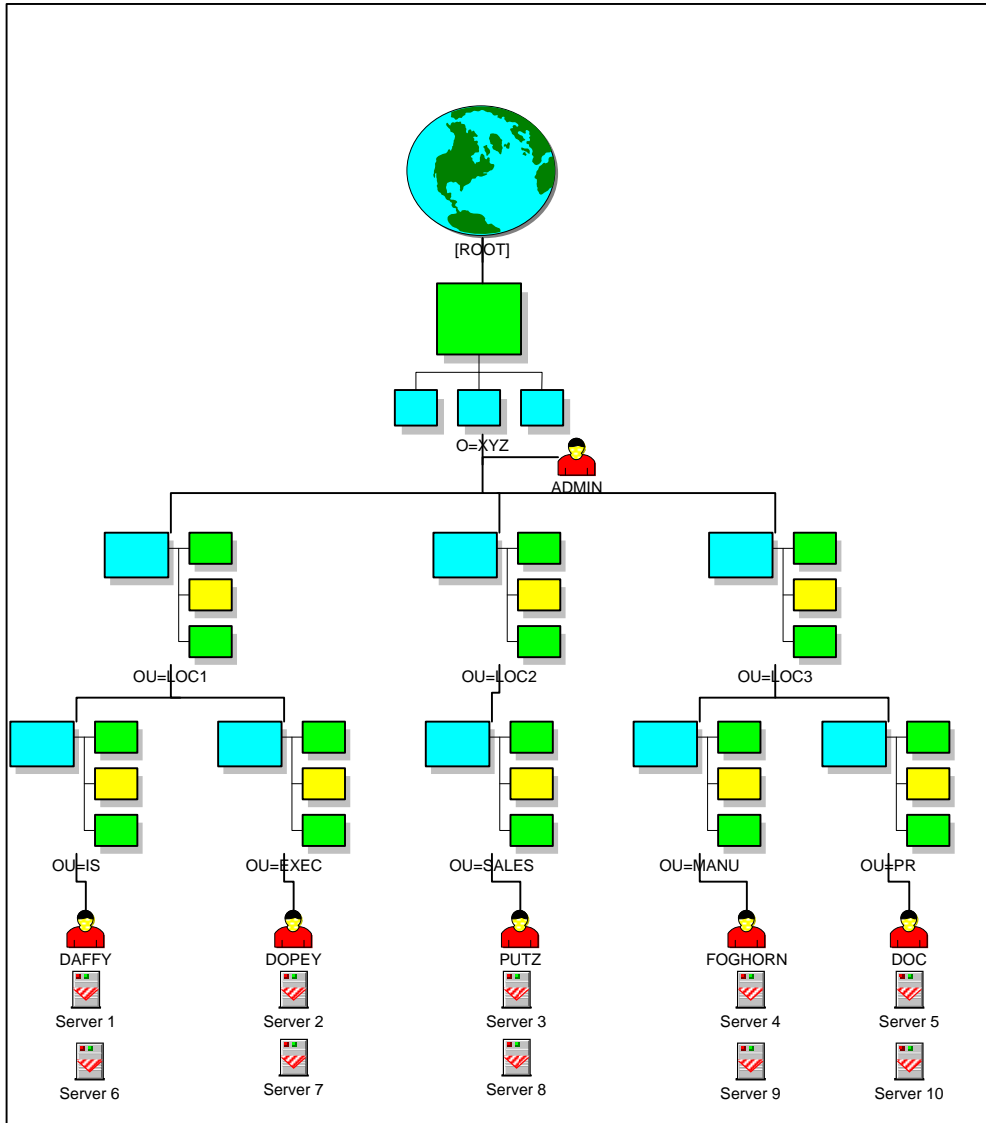 [ROOT]
O=XYZ
ADMIN
OU=LOC1
OU=LOC2
OU=LOC3
OU=IS
OU=EXEC
OU=SALES
OU=MANU
OU=PR
DAFFY
DOPEY
PUTZ
FOGHORN
DOC
Server 1
Server 2
Server 3
Server 4
Server 5
Server 6
Server 7
Server 8
Server 9
Server 10